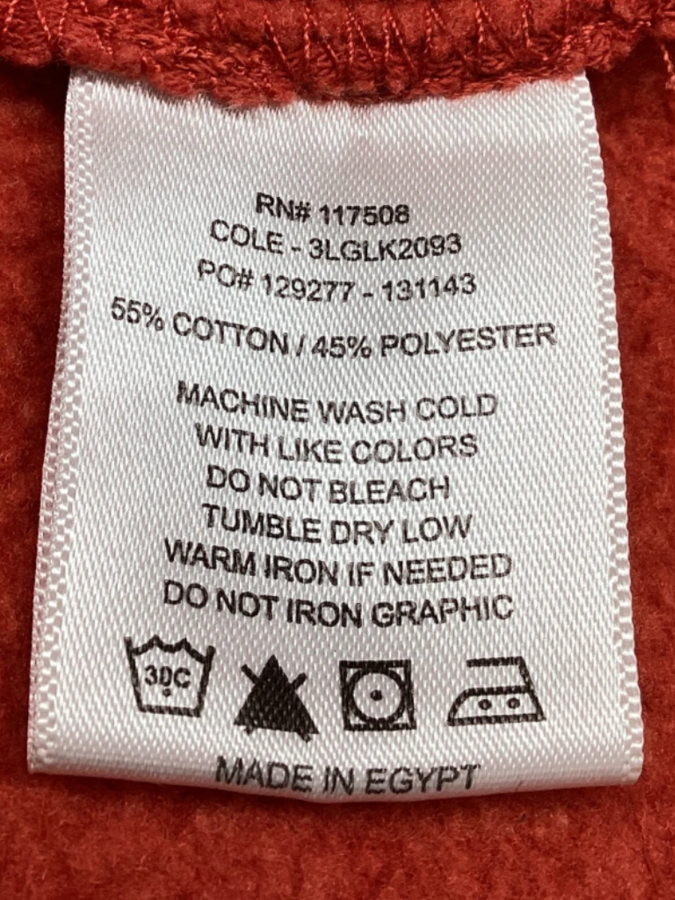 RN# 117508
COLE - 3LGLK2093
PO# 129277 - 131143
55% COTTON / 45% POLYESTER
MACHINE WASH COLD
WITH LIKE COLORS
DO NOT BLEACH
TUMBLE DRY LOW
WARM IRON IF NEEDED
DO NOT IRON GRAPHIC
30C
MADE IN EGYPT